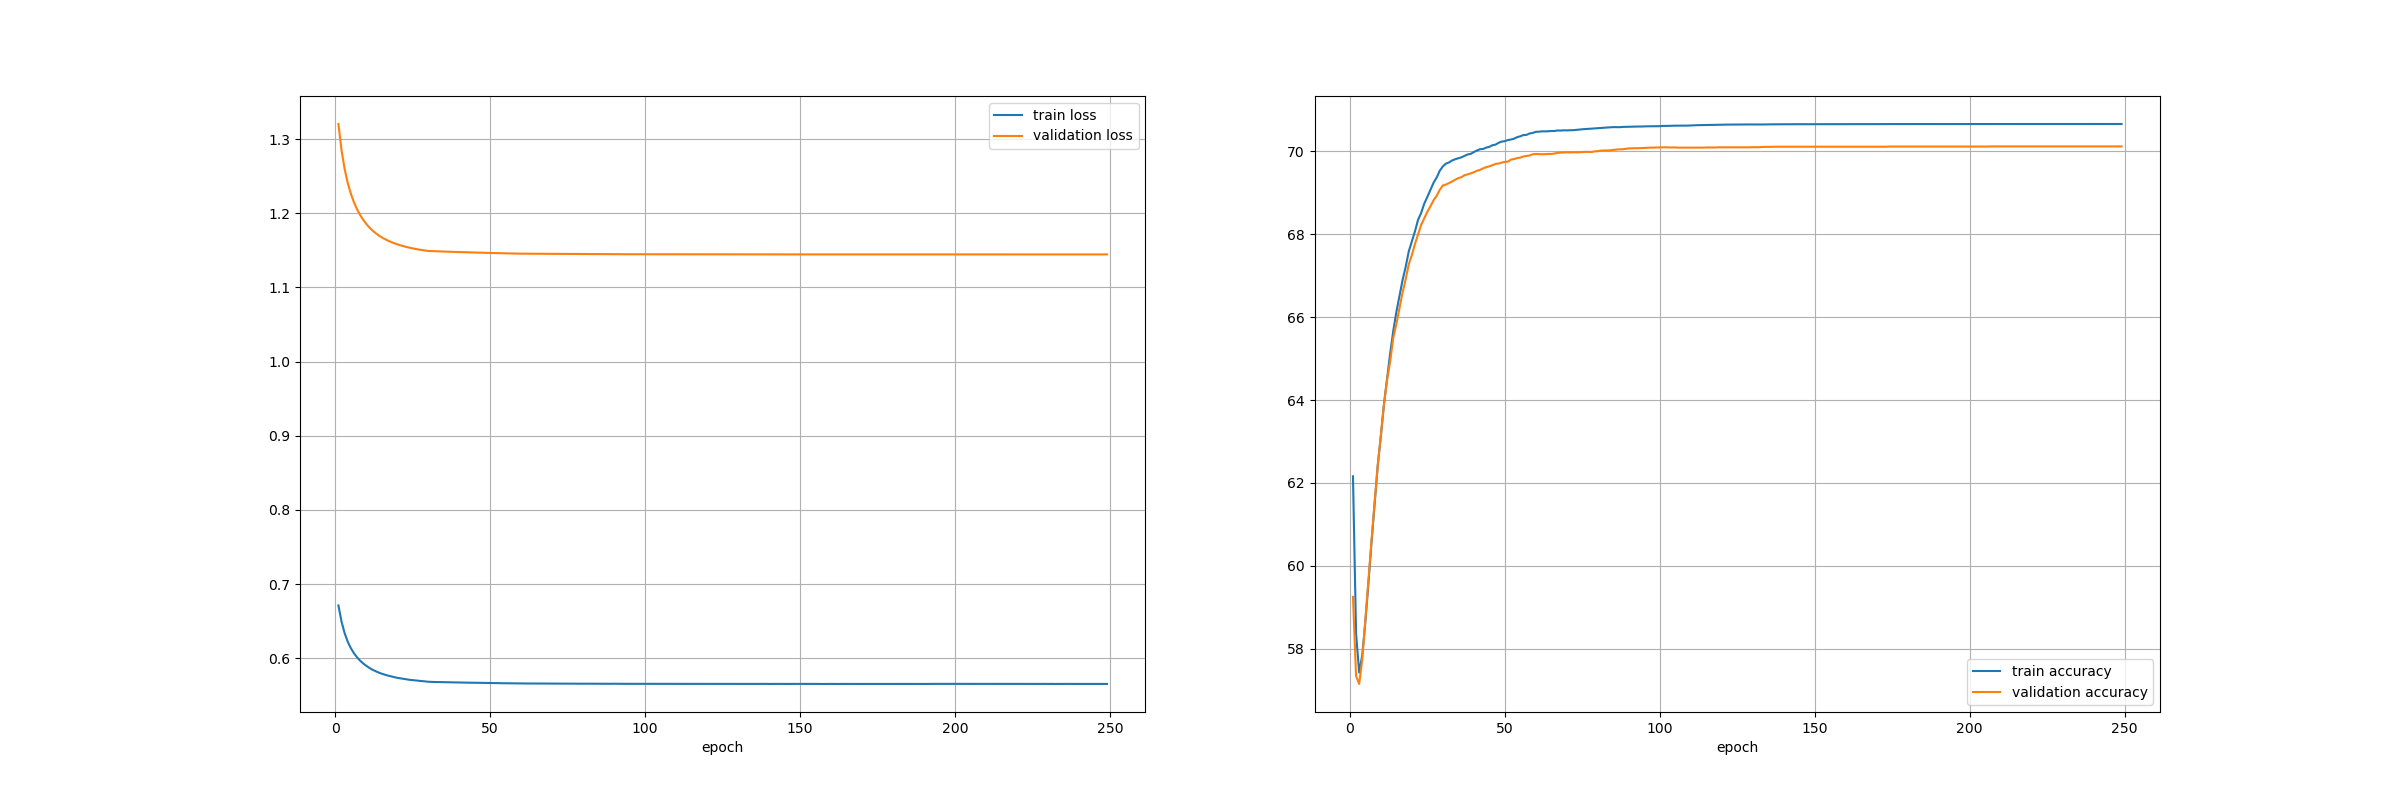 train loss
validation loss
1.3
1.2
1.1
1.0
0.9
0.8
0.7
0.6
0 50 100 150 200 250
epoch
70
68
66
64
62
60
58
train accuracy
validation accuracy
0 50 100 150 200 250
epoch